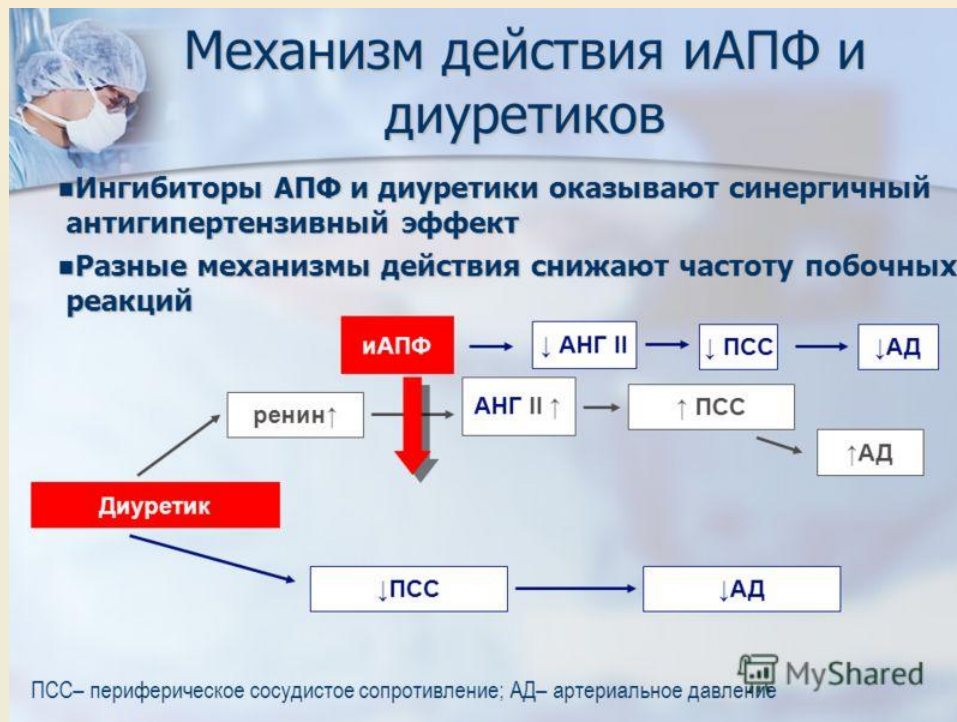 Механизм действия иАПФ и
диуретиков
■Ингибиторы АПФ и диуретики оказывают синергичный
антигипертензивный эффект
■Разные механизмы действия снижают частоту побочных
реакций
иАПФ
↓ АНГ II
↓ ПСС
↓АД
ренин↑
АНГ II ↑
↑ ПСС
↑АД
Диуретик
↓ПСС
↓АД
ПСС– периферическое сосудистое сопротивление; АД– артериальное давление
MyShared